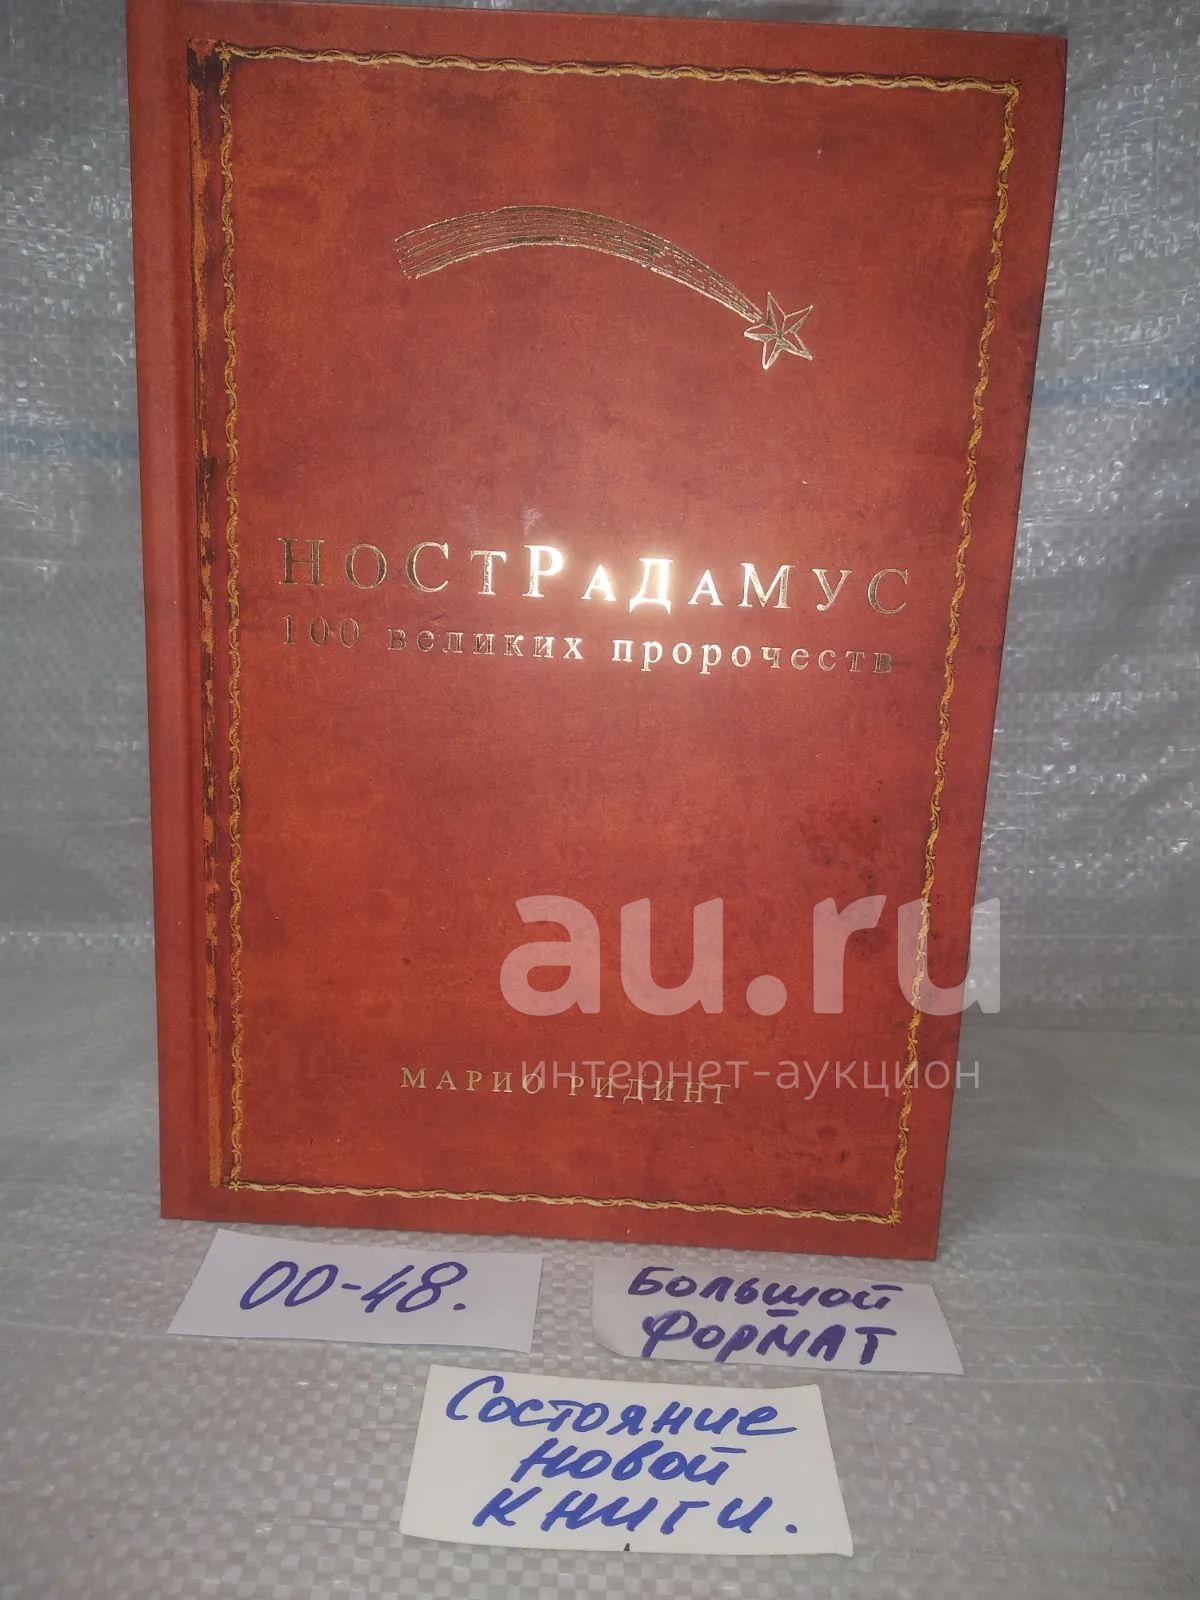 НОСТРАДАМУС
100 великих пророчеств
au.ru
интернет-аукцион
МАРИО РИДИНГ
00-48.
БОЛЬШОЙ
ФОРМАТ
Состояние
новой
книги.